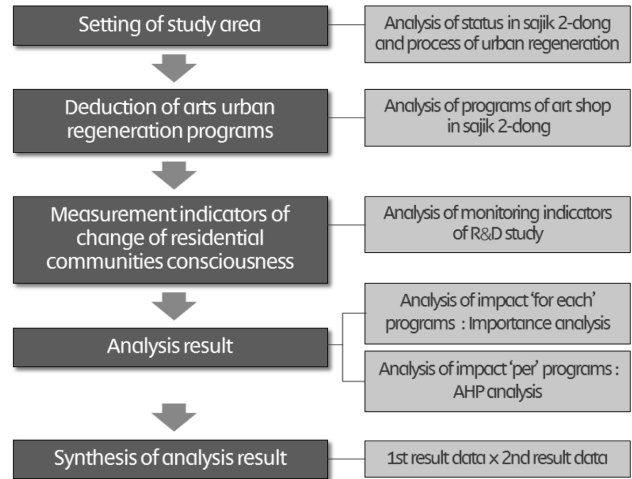 Setting of study area
Analysis of status in sajik 2-dong
and process of urban regeneration
Deduction of arts urban
regeneration programs
Analysis of programs of art shop
in sajik 2-dong
Measurement indicators of
change of residential
communities consciousness
Analysis of monitoring indicators
of R&D study
Analysis result
Analysis of impact 'for each'
programs : Importance analysis
Analysis of impact 'per' programs :
AHP analysis
Synthesis of analysis result
1st result data × 2nd result data